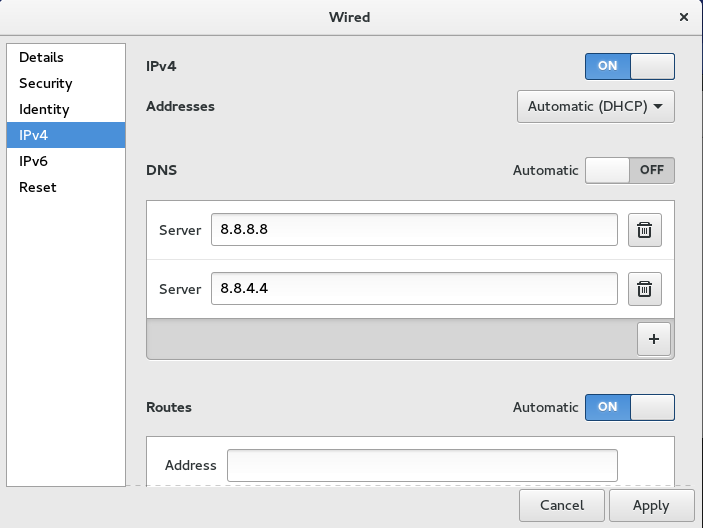 Wired ×
Details
Security
Identity
IPv4
IPv6
Reset
IPv4 ON
Addresses Automatic (DHCP)
DNS Automatic OFF
Server 8.8.8.8
Server 8.8.4.4
+
Routes Automatic ON
Address
Cancel Apply